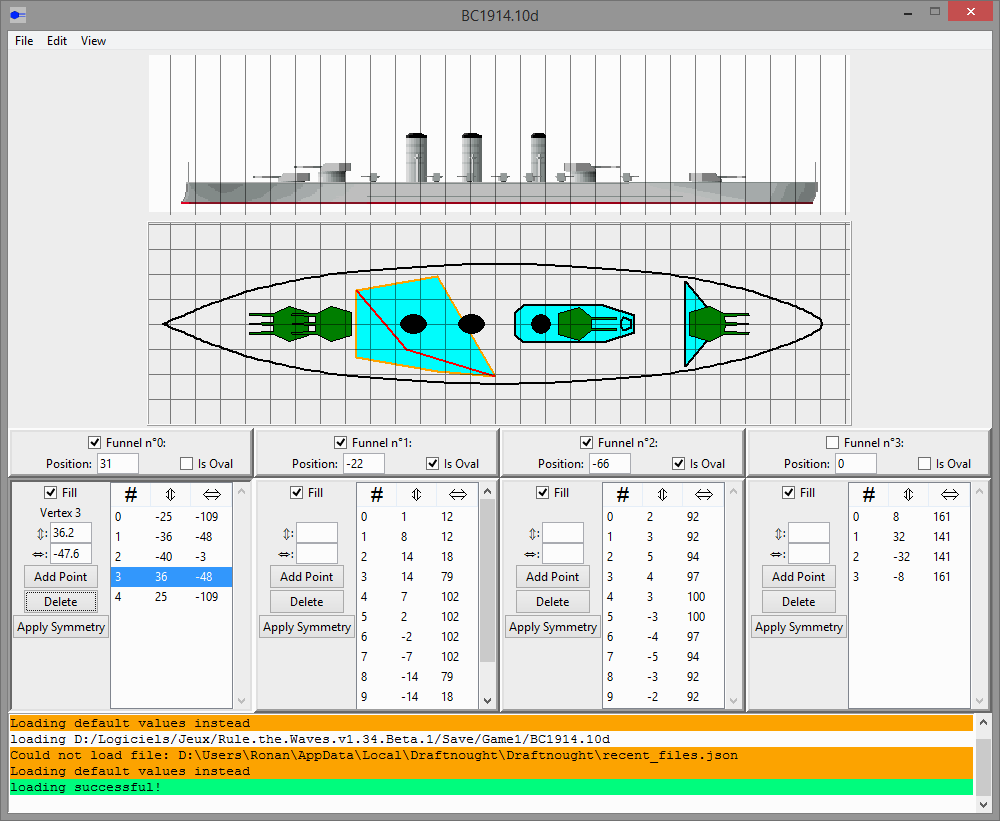 BC1914.10d
File Edit View
Funnel n°0: Funnel n°1: Funnel n°2: Funnel n°3:
Position: 31 Is Oval Position: -22 Is Oval Position: -66 Is Oval Position: 0 Is Oval
Fill # ⇕ ⇔ Fill # ⇕ ⇔ Fill # ⇕ ⇔ Fill # ⇕ ⇔
Vertex 3 0 -25 -109 0 1 12 0 2 92 0 8 161
⇕: 36.2 1 -36 -48 ⇕: 1 8 12 ⇕: 1 3 92 ⇕: 1 32 141
⇔: -47.6 2 -40 -3 ⇔: 2 14 18 ⇔: 2 5 94 ⇔: 2 -32 141
Add Point 3 36 -48 Add Point 3 14 79 Add Point 3 4 97 Add Point 3 -8 161
Delete 4 25 -109 Delete 4 7 102 Delete 4 3 100 Delete
Apply Symmetry 5 2 102 Apply Symmetry 5 -3 100 Apply Symmetry Apply Symmetry
6 -2 102 6 -4 97
7 -7 102 7 -5 94
8 -14 79 8 -3 92
9 -14 18 9 -2 92
Loading default values instead
loading D:/Logiciels/Jeux/Rule.the.Waves.v1.34.Beta.1/Save/Game1/BC1914.10d
Could not load file: D:\Users\Ronan\AppData\Local\Draftnought\Draftnought\recent_files.json
Loading default values instead
loading successful!